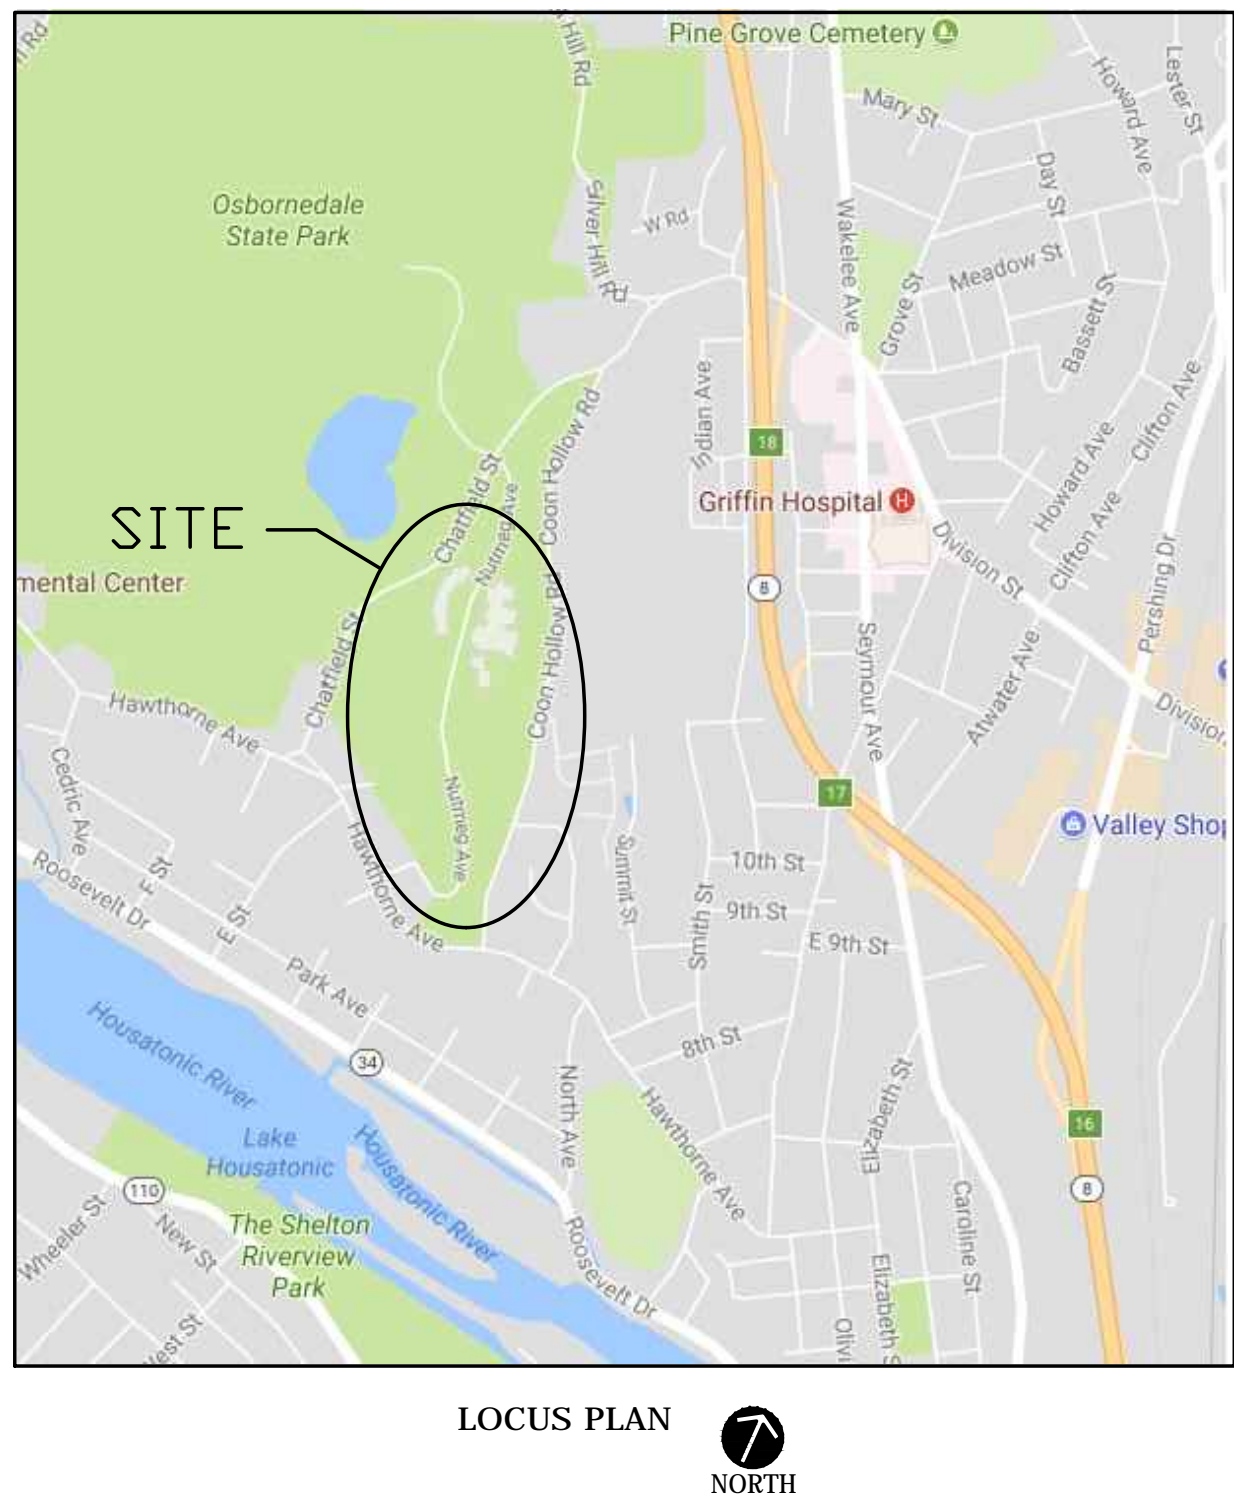 Hill Rd
Pine Grove Cemetery
Lester St
Howard Ave
Mary St
Day St
Osbornedale
State Park
Silver Hill Rd
W Rd
Wakelee Ave
Meadow St
Grove St
Bassett S
Indian Ave
Clifton Ave
Coon Hollow Rd
18
Howard Ave
Chatfield St
Nutmeg Ave
Griffin Hospital
H
SITE
Division St
Clifton Ave
Pershing Dr
mental Center
8
Coon Hollow Rd
Chatfield St
Seymour Ave
Atwater Ave
Hawthorne Ave
Division
Cedric Ave
Nutmeg Ave
17
Valley Shop
Hawthorne Ave
Summit St
10th St
Roosevelt Dr
E St
E St
Smith St
9th St
E 9th St
Park Ave
Housatonic River
8th St
34
North Ave
Hawthorne Ave
Elizabeth St
16
Lake
Housatonic
Housatonic River
8
110
Caroline St
Wheeler St
New St
The Shelton
Riverview
Park
Roosevelt Dr
Elizabeth S
Olivi
West St
LOCUS PLAN
NORTH